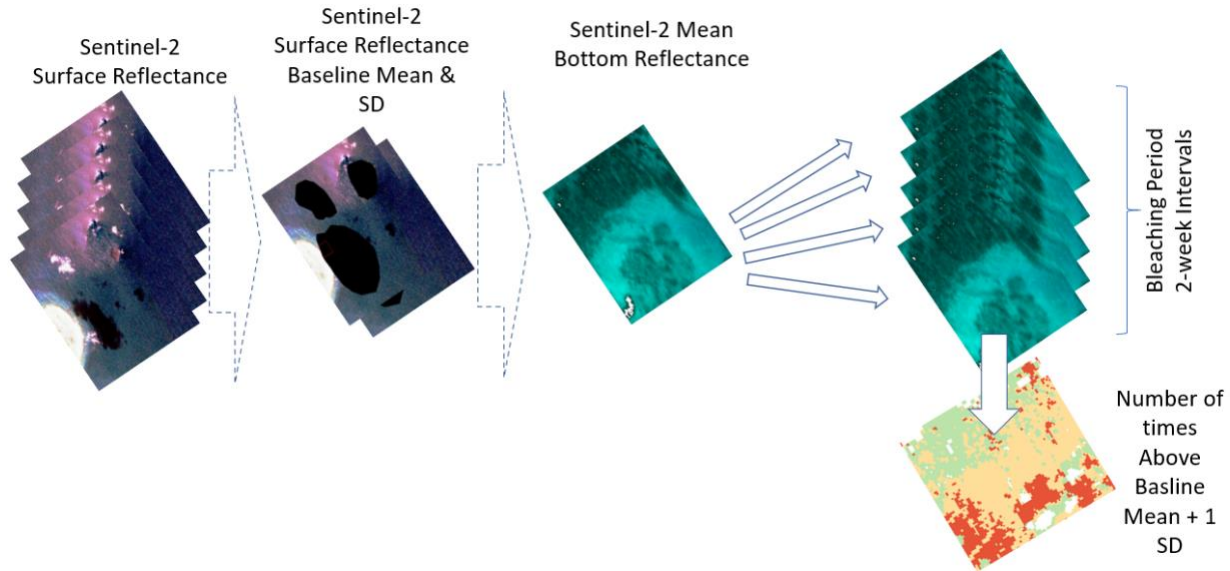 Sentinel-2
Surface Reflectance
Sentinel-2
Surface Reflectance
Baseline Mean &
SD
Sentinel-2 Mean
Bottom Reflectance
Bleaching Period
2-week Intervals
Number of
times
Above
Basline
Mean + 1
SD